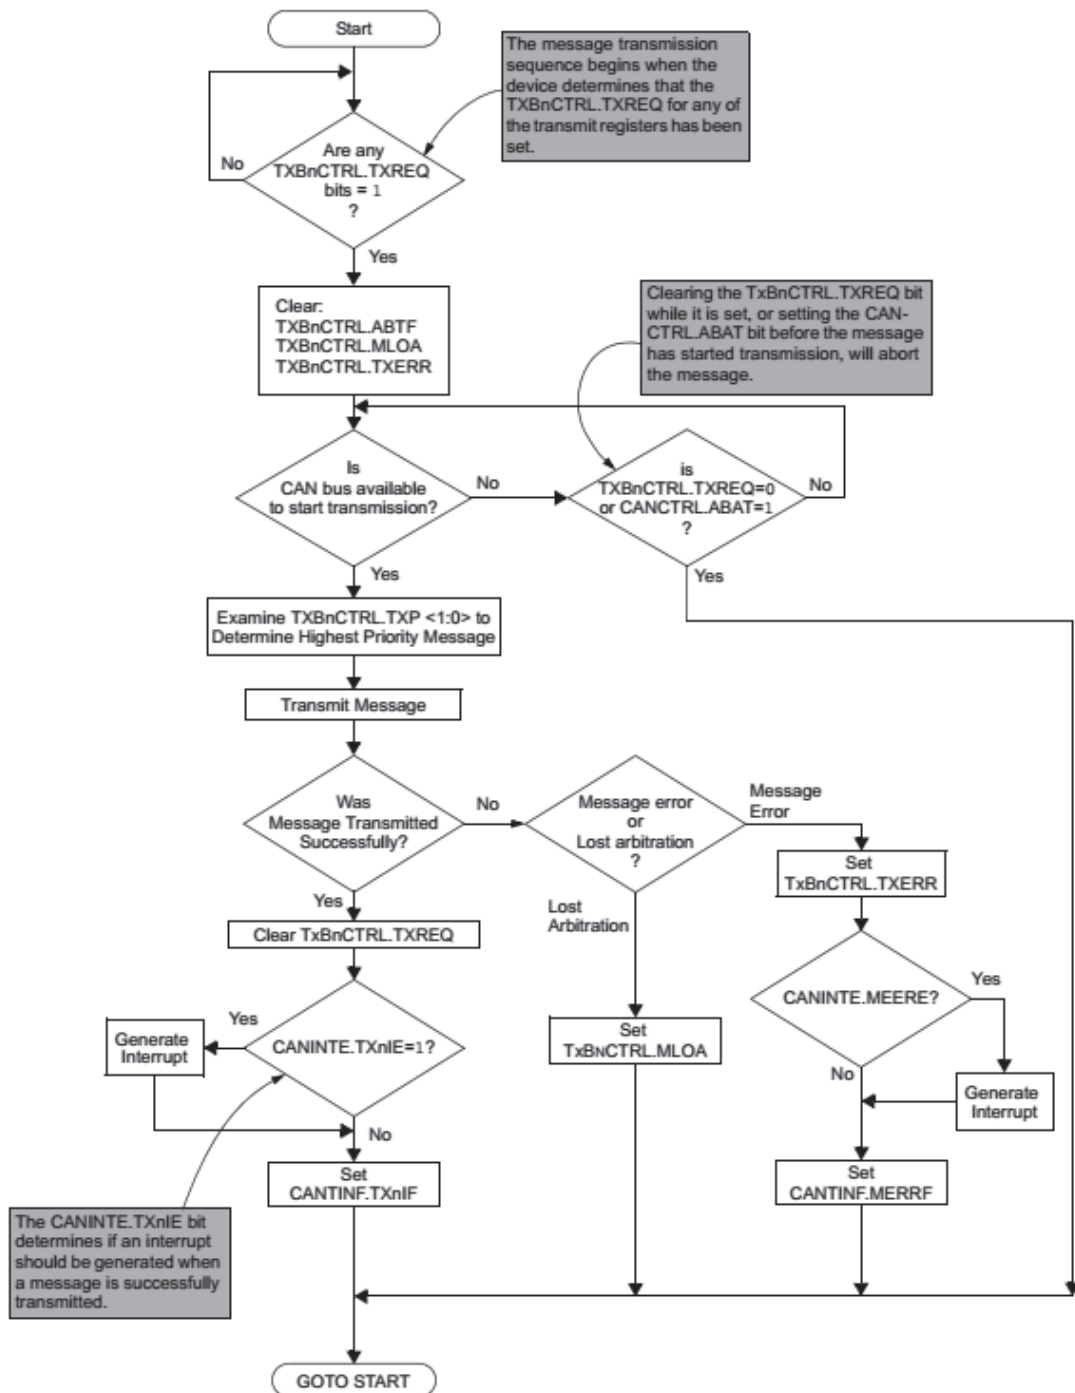 Start
The message transmission
sequence begins when the
device determines that the
TXBnCTRL.TXREQ for any of
the transmit registers has been
set.
Are any
TXBnCTRL.TXREQ
bits = 1
?
No
Yes
Clear:
TXBnCTRL.ABTF
TXBnCTRL.MLOA
TXBnCTRL.TXERR
Clearing the TxBnCTRL.TXREQ bit
while it is set, or setting the CAN-
CTRL.ABAT bit before the message
has started transmission, will abort
the message.
Is
CAN bus available
to start transmission?
No
is
TXBnCTRL.TXREQ=0
or CANCTRL.ABAT=1
?
No
Yes
Yes
Examine TXBnCTRL.TXP <1:0> to
Determine Highest Priority Message
Transmit Message
Was
Message Transmitted
Successfully?
No
Message error
or
Lost arbitration
?
Message
Error
Set
TxBnCTRL.TXERR
Yes
Lost
Arbitration
Clear TxBnCTRL.TXREQ
CANINTE.MEERE?
Yes
Generate
Interrupt
Yes
CANINTE.TXnIE=1?
Set
TxBNCTRL.MLOA
No
Generate
Interrupt
No
Set
CANTINF.TXnIF
Set
CANTINF.MERRF
The CANINTE.TXnIE bit
determines if an interrupt
should be generated when
a message is successfully
transmitted.
GOTO START